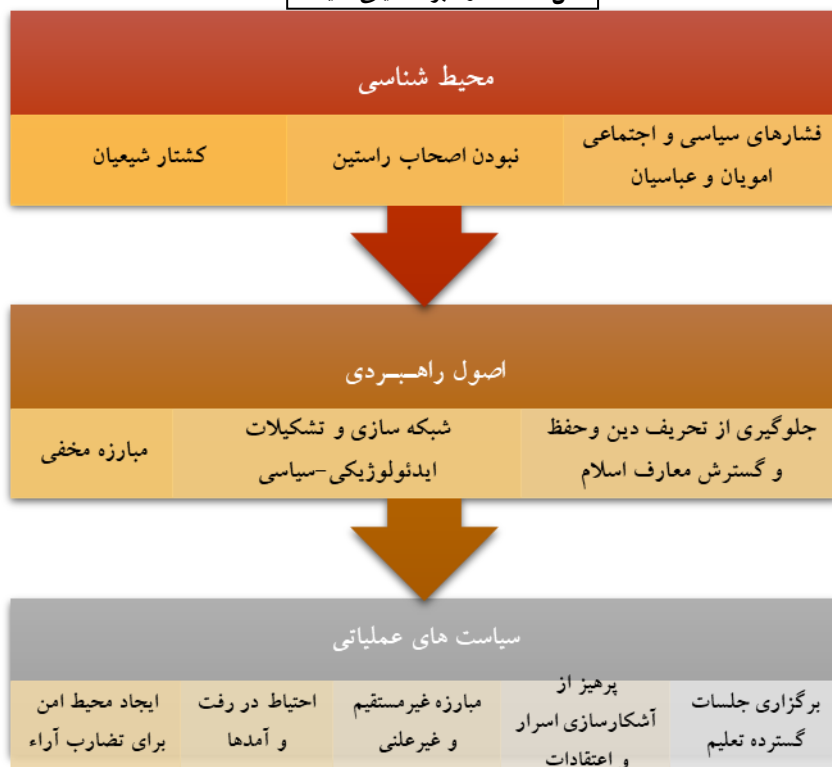 محیط شناسی
فشارهای سیاسی و اجتماعی
امویان و عباسیان
نبودن اصحاب راستین
کشتار شیعیان
اصول راهـبـردی
جلوگیری از تحریف دین وحفظ
و گسترش معارف اسلام
شبکه سازی و تشکیلات
ایدئولوژیکی-سیاسی
مبارزه مخفی
سیاست های عملیاتی
برگزاری جلسات
گسترده تعلیم
پرهیز از
آشکارسازی اسرار
و اعتقادات
مبارزه غیرمستقیم
و غیرعلنی
احتیاط در رفت
و آمدها
ایجاد محیط امن
برای تضارب آراء